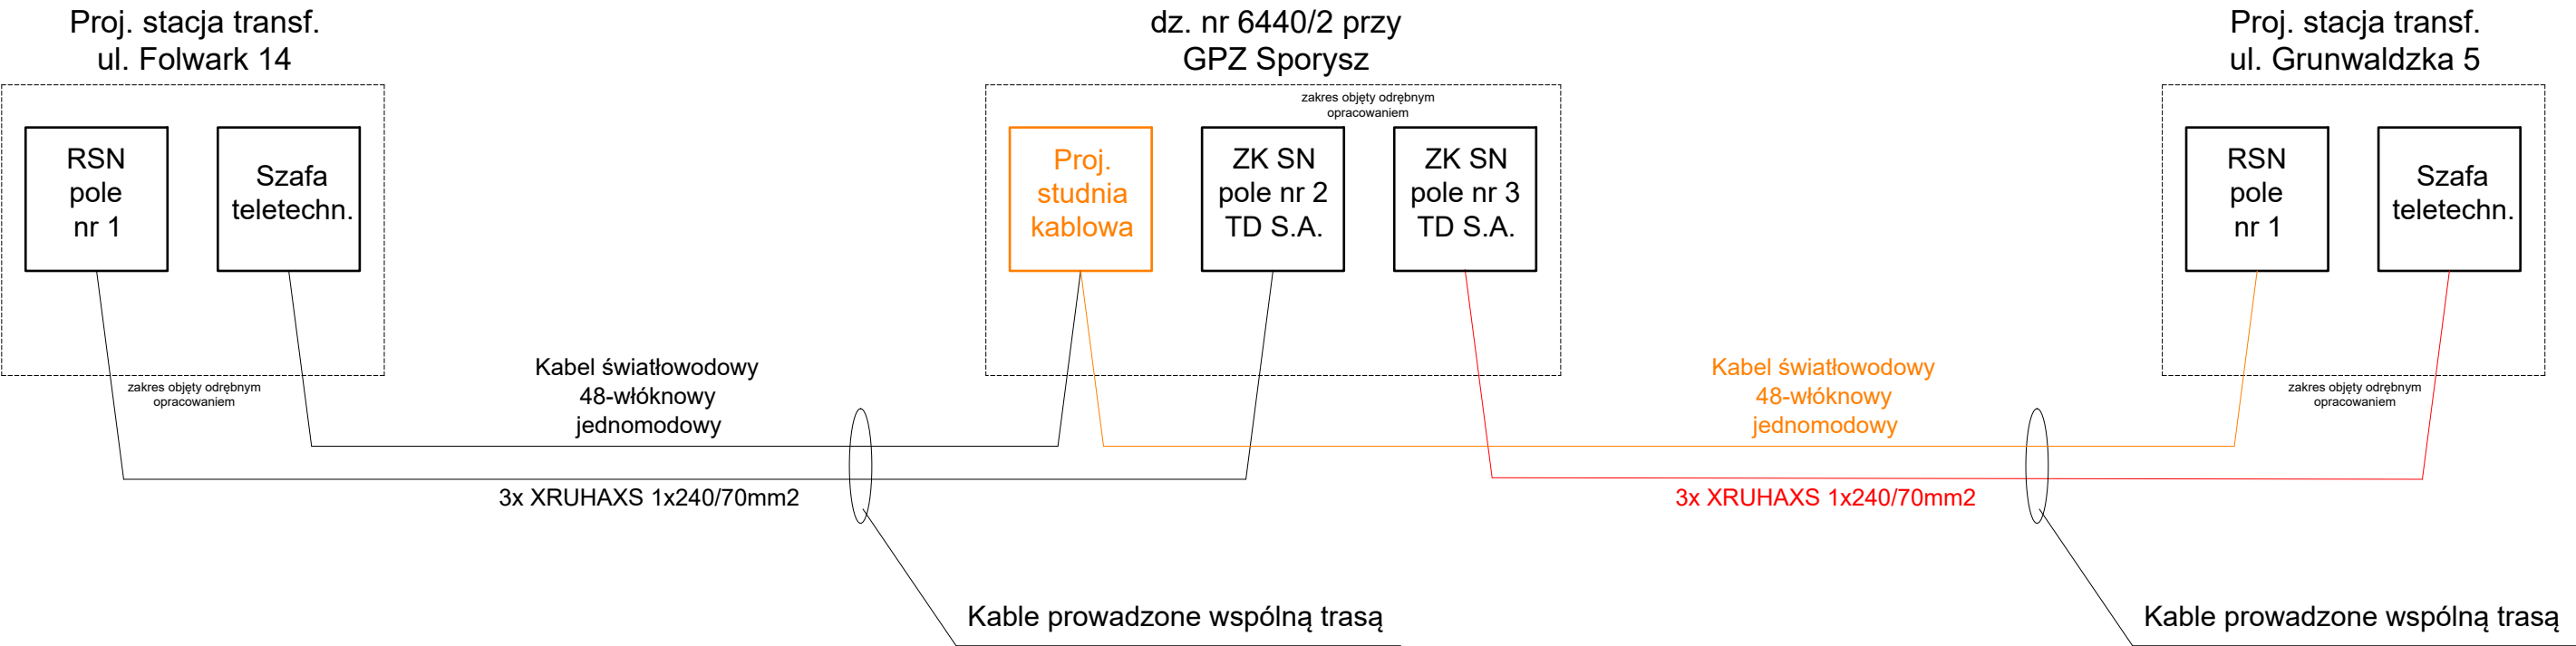 Proj. stacja transf.
ul. Folwark 14
RSN
pole
nr 1
Szafa
teletechn.
zakres objęty odrębnym
opracowaniem
Kabel światłowodowy
48-włóknowy
jednomodowy
3x XRUHAXS 1x240/70mm2
Kable prowadzone wspólną trasą
dz. nr 6440/2 przy
GPZ Sporysz
zakres objęty odrębnym
opracowaniem
Proj.
studnia
kablowa
ZK SN
pole nr 2
TD S.A.
ZK SN
pole nr 3
TD S.A.
Kabel światłowodowy
48-włóknowy
jednomodowy
3x XRUHAXS 1x240/70mm2
Kable prowadzone wspólną trasą
Proj. stacja transf.
ul. Grunwaldzka 5
RSN
pole
nr 1
Szafa
teletechn.
zakres objęty odrębnym
opracowaniem